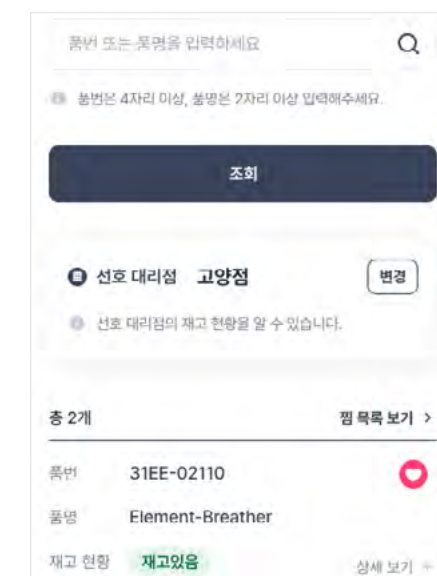 품번 또는 품명을 입력하세요
품번은 4자리 이상, 품명은 2자리 이상 입력해주세요.
조회
선호 대리점 고양점 변경
선호 대리점의 재고 현황을 알 수 있습니다.
총 2개 찜 목록 보기 >
품번 31EE-02110
품명 Element-Breather
재고 현황 재고있음 상세 보기 +